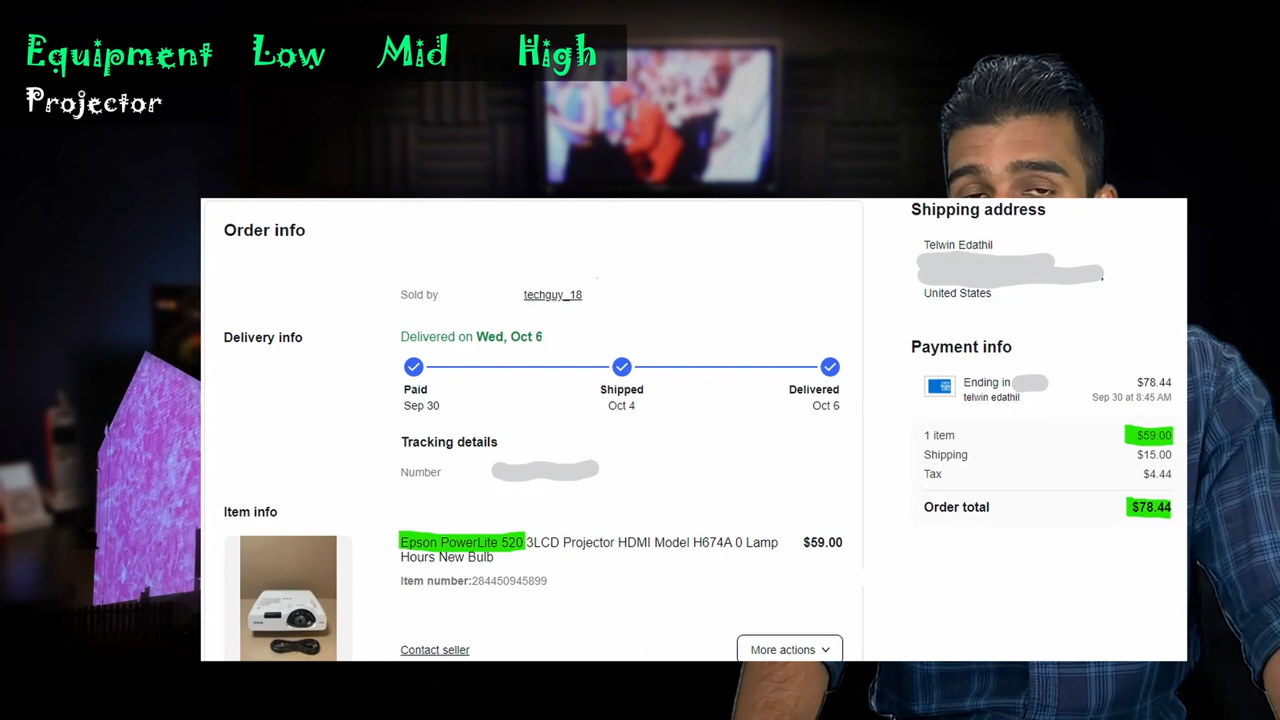 Equipment Low Mid High
Projector
Order info
Sold by techguy_18
Delivery info
Delivered on Wed, Oct 6
Paid Shipped Delivered
Sep 30 Oct 4 Oct 6
Tracking details
Number
Item info
Epson PowerLite 520 3LCD Projector HDMI Model H674A 0 Lamp $59.00
Hours New Bulb
Item number:284450945899
Contact seller
More actions
Shipping address
Telwin Edathil
United States
Payment info
Ending in $78.44
telwin edathil Sep 30 at 8:45 AM
1 item $59.00
Shipping $15.00
Tax $4.44
Order total $78.44